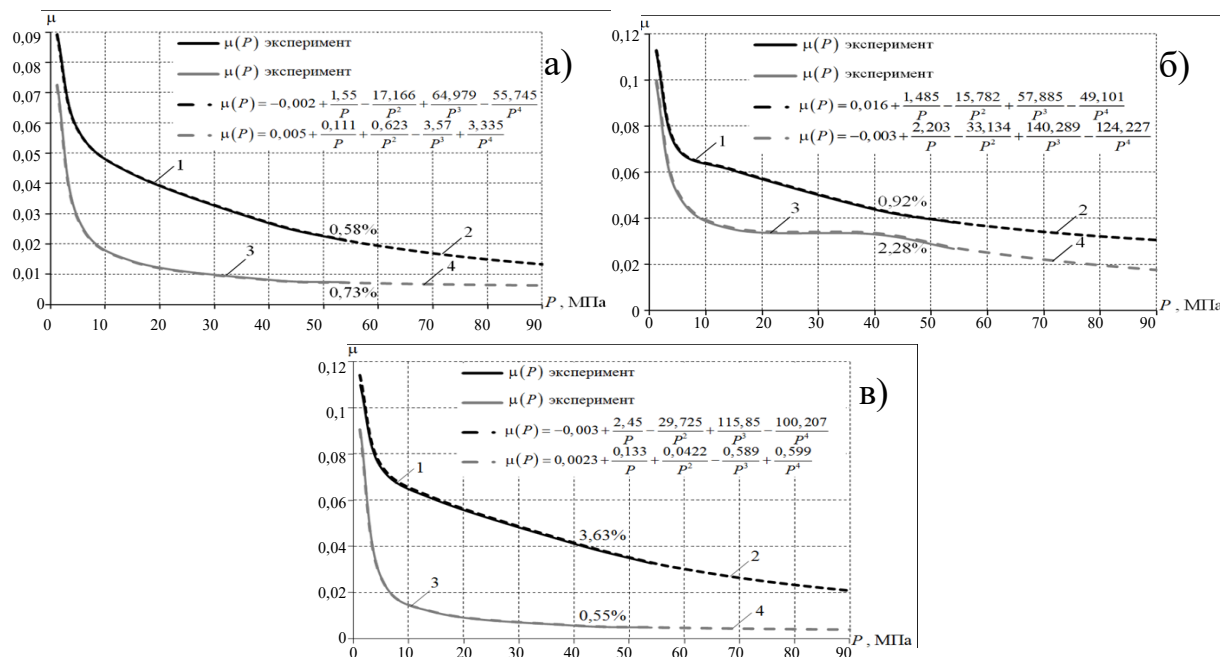 μ
0,09
0,08
0,07
0,06
0,05
0,04
0,03
0,02
0,01
0
0 10 20 30 40 50 60 70 80 90
P , МПа
а)
μ(P) эксперимент
μ(P) эксперимент
μ(P) = -0,002 + 1,55/P - 17,166/P² + 64,979/P³ - 55,745/P⁴
μ(P) = 0,005 + 0,111/P + 0,623/P² - 3,57/P³ + 3,335/P⁴
1
0,58%
2
3
4
0,73%
μ
0,12
0,1
0,08
0,06
0,04
0,02
0
0 10 20 30 40 50 60 70 80 90
P , МПа
б)
μ(P) эксперимент
μ(P) эксперимент
μ(P) = 0,016 + 1,485/P - 15,782/P² + 57,885/P³ - 49,101/P⁴
μ(P) = -0,003 + 2,203/P - 33,134/P² + 140,289/P³ - 124,227/P⁴
1
0,92%
3
2
2,28%
4
μ
0,12
0,1
0,08
0,06
0,04
0,02
0
0 10 20 30 40 50 60 70 80 90
P , МПа
в)
μ(P) эксперимент
μ(P) эксперимент
μ(P) = -0,003 + 2,45/P - 29,725/P² + 115,85/P³ - 100,207/P⁴
μ(P) = 0,0023 + 0,133/P + 0,0422/P² - 0,589/P³ + 0,599/P⁴
1
3,63%
2
3
0,55%
4